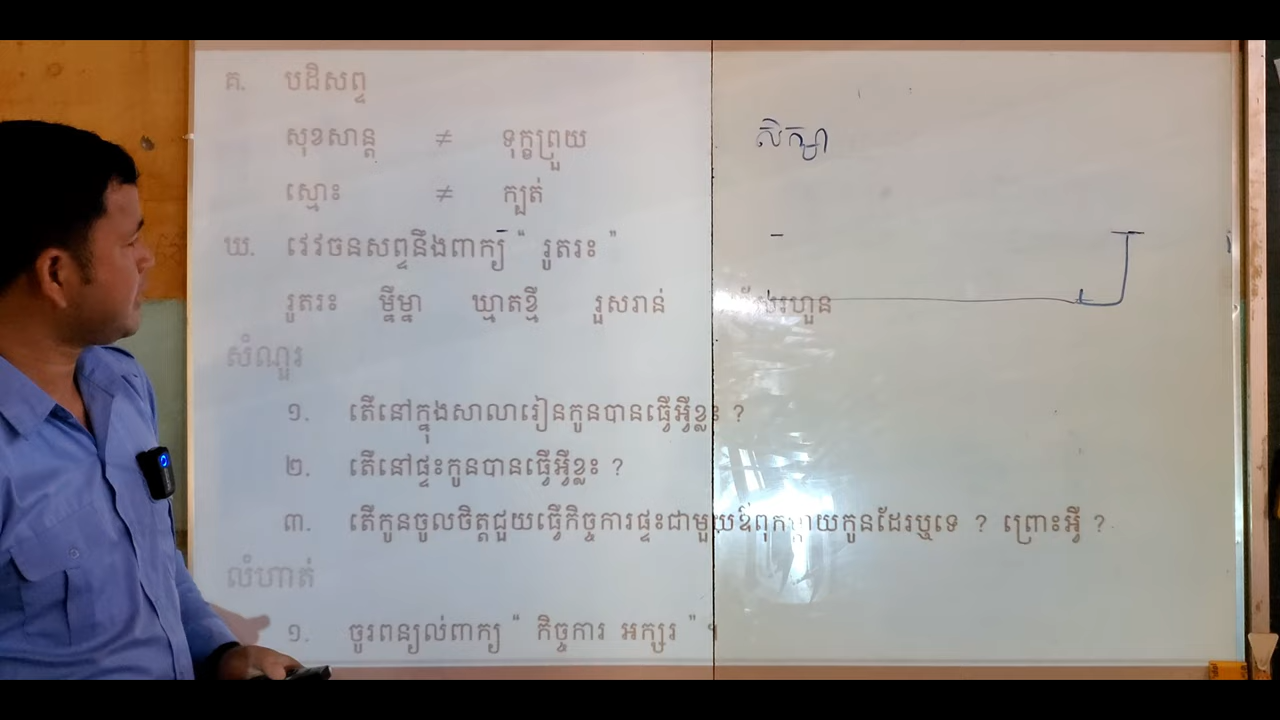 គ. បដិសព្ទ
សុខសាន្ត ≠ ទុក្ខព្រួយ
សិក្សា
ស្មោះ ≠ ក្បត់
ឃ. វេវចនសព្ទនឹងពាក្យ “ រូតរះ ”
រូតរះ ម្នីម្នា ឃ្មាតខ្មី រួសរាន់
សំណួរ
១. តើនៅក្នុងសាលារៀនកូនបានធ្វើអ្វីខ្លះ ?
២. តើនៅផ្ទះកូនបានធ្វើអ្វីខ្លះ ?
៣. តើកូនចូលចិត្តជួយធ្វើកិច្ចការផ្ទះជាមួយឪពុកម្តាយកូនដែរឬទេ ? ព្រោះអ្វី ?
លំហាត់
១. ចូរពន្យល់ពាក្យ “ កិច្ចការ អក្សរ ” ។